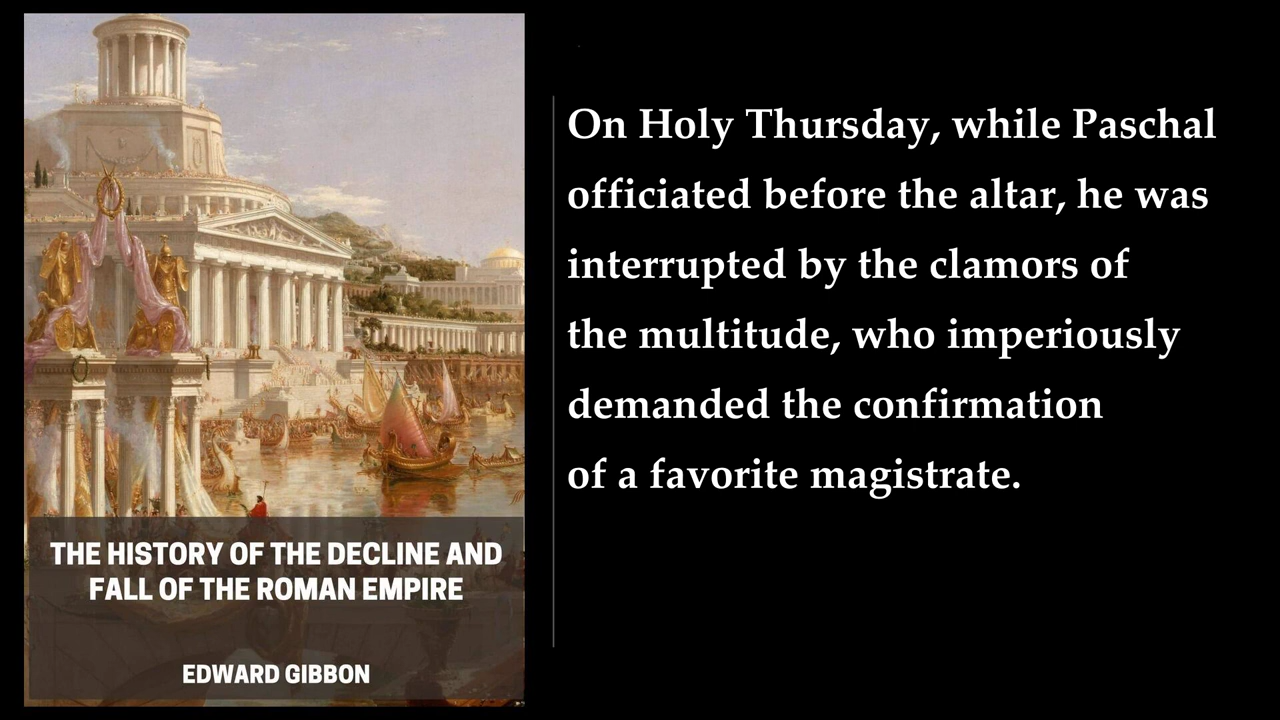 THE HISTORY OF THE DECLINE AND
FALL OF THE ROMAN EMPIRE
EDWARD GIBBON
On Holy Thursday, while Paschal
officiated before the altar, he was
interrupted by the clamors of
the multitude, who imperiously
demanded the confirmation
of a favorite magistrate.